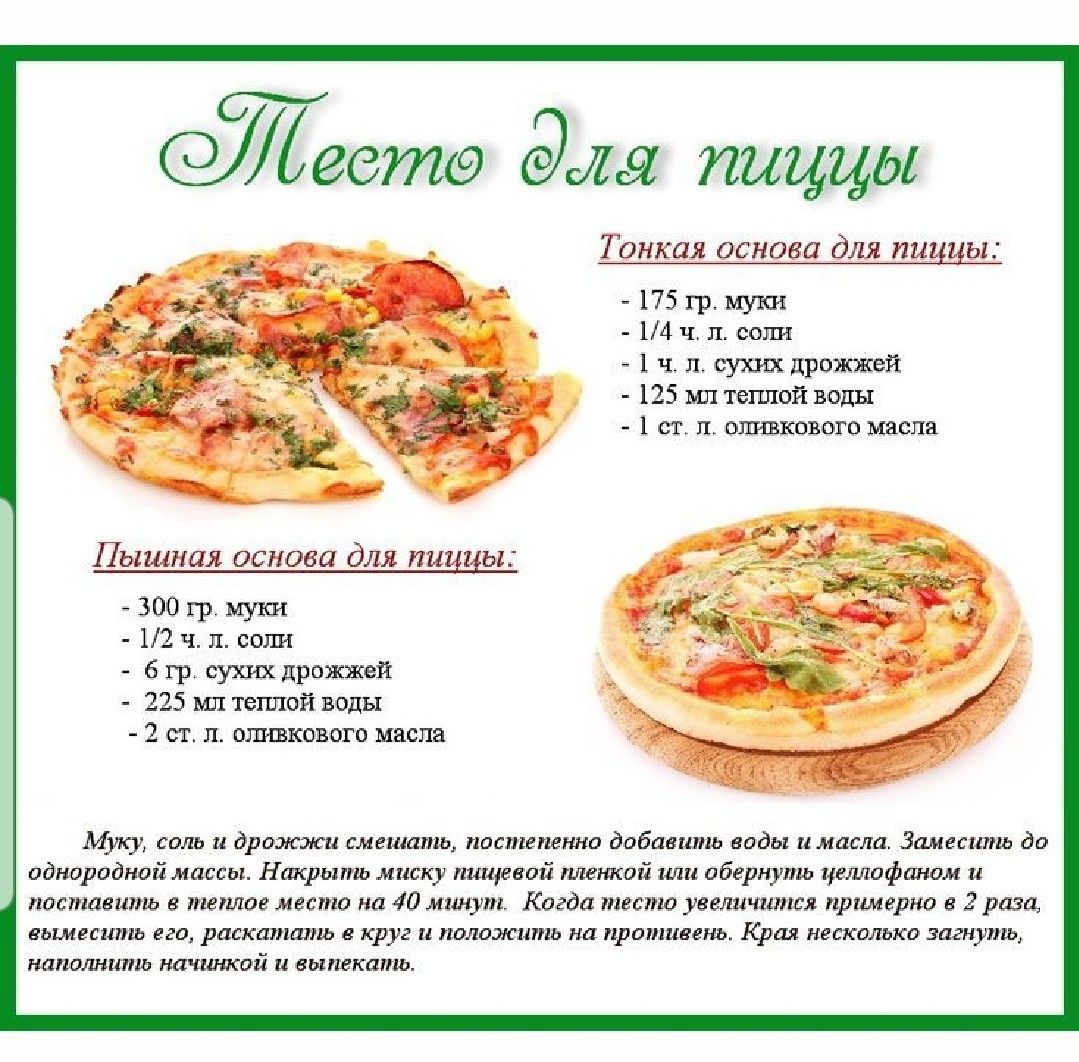 Тесто для пиццы
Тонкая основа для пиццы:
- 175 гр. муки
- 1/4 ч. л. соли
- 1 ч. л. сухих дрожжей
- 125 мл теплой воды
- 1 ст. л. оливкового масла
Пышная основа для пиццы:
- 300 гр. муки
- 1/2 ч. л. соли
- 6 гр. сухих дрожжей
- 225 мл теплой воды
- 2 ст. л. оливкового масла
Муку, соль и дрожжи смешать, постепенно добавить воды и масла. Замесить до
однородной массы. Накрыть миску пищевой пленкой или обернуть целлофаном и
поставить в теплое место на 40 минут. Когда тесто увеличится примерно в 2 раза,
вымесить его, раскатать в круг и положить на противень. Края несколько загнуть,
наполнить начинкой и выпекать.